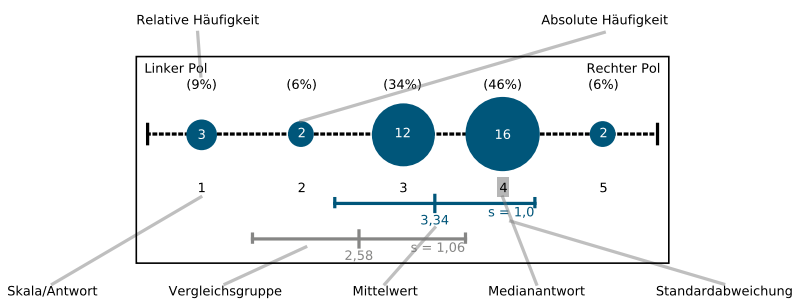 Relative Häufigkeit Absolute Häufigkeit
Linker Pol Rechter Pol
(9%) (6%) (34%) (46%) (6%)
3 2 12 16 2
1 2 3 4 5
3,34 s = 1,0
2,58 s = 1,06
Skala/Antwort Vergleichsgruppe Mittelwert Medianantwort Standardabweichung